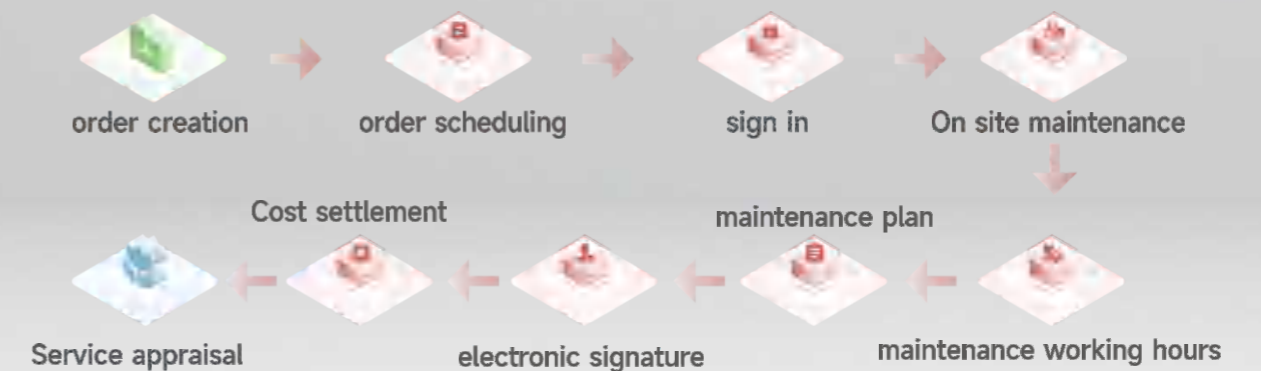 order creation
order scheduling
sign in
On site maintenance
Cost settlement
maintenance plan
Service appraisal
electronic signature
maintenance working hours